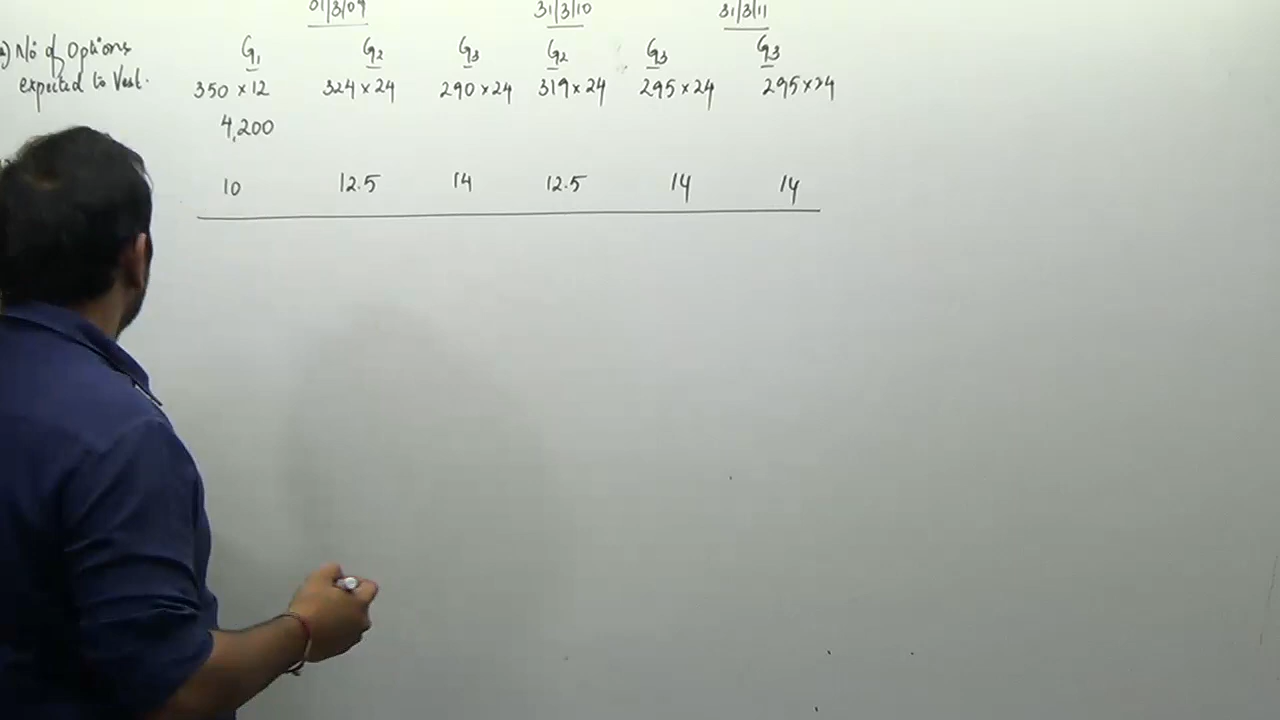 31/3/09 31/3/10 31/3/11
a) No of Options G1 G2 G3 G2 G3 G3
expected to Vest. 350 × 12 324 × 24 290 × 24 319 × 24 295 × 24 295 × 24
4,200
10 12.5 14 12.5 14 14